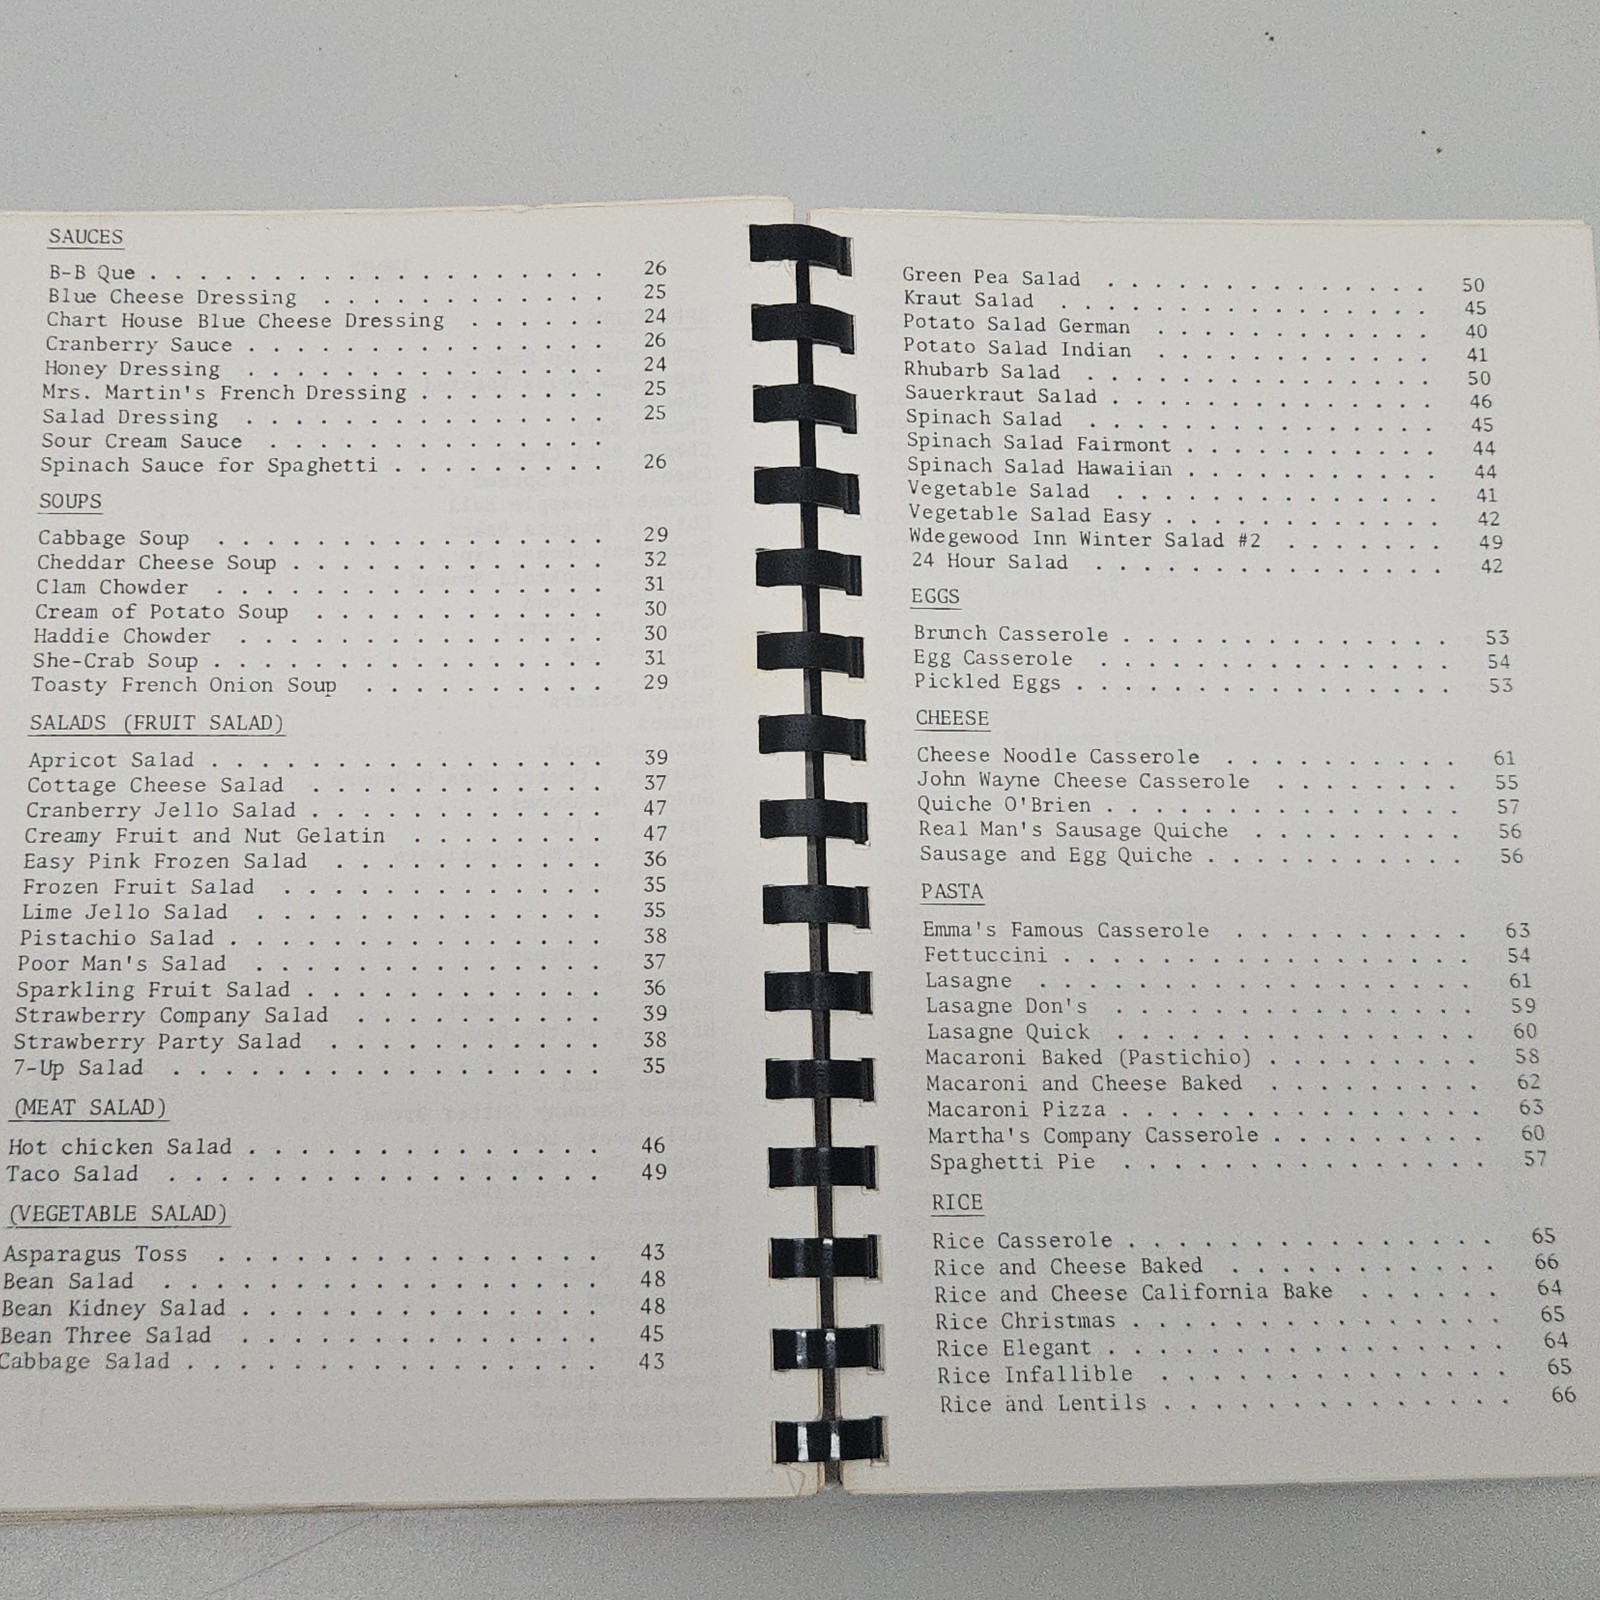 SAUCES
B-B Que . . . . . . . . . . . . . . . . . . 26
Blue Cheese Dressing . . . . . . . . . . . 25
Chart House Blue Cheese Dressing . . . . . . 24
Cranberry Sauce . . . . . . . . . . . . . . 26
Honey Dressing . . . . . . . . . . . . . . 24
Mrs. Martin's French Dressing . . . . . . . 25
Salad Dressing . . . . . . . . . . . . . . 25
Sour Cream Sauce . . . . . . . . . . . . .
Spinach Sauce for Spaghetti . . . . . . . . 26
SOUPS
Cabbage Soup . . . . . . . . . . . . . . . 29
Cheddar Cheese Soup . . . . . . . . . . . . 32
Clam Chowder . . . . . . . . . . . . . . . 31
Cream of Potato Soup . . . . . . . . . . . 30
Haddie Chowder . . . . . . . . . . . . . . 30
She-Crab Soup . . . . . . . . . . . . . . . 31
Toasty French Onion Soup . . . . . . . . . 29
SALADS (FRUIT SALAD)
Apricot Salad . . . . . . . . . . . . . . . 39
Cottage Cheese Salad . . . . . . . . . . . 37
Cranberry Jello Salad . . . . . . . . . . . 47
Creamy Fruit and Nut Gelatin . . . . . . . 47
Easy Pink Frozen Salad . . . . . . . . . . 36
Frozen Fruit Salad . . . . . . . . . . . . 35
Lime Jello Salad . . . . . . . . . . . . . 35
Pistachio Salad . . . . . . . . . . . . . . 38
Poor Man's Salad . . . . . . . . . . . . . 37
Sparkling Fruit Salad . . . . . . . . . . . 36
Strawberry Company Salad . . . . . . . . . 39
Strawberry Party Salad . . . . . . . . . . 38
7-Up Salad . . . . . . . . . . . . . . . . 35
(MEAT SALAD)
Hot chicken Salad . . . . . . . . . . . . . 46
Taco Salad . . . . . . . . . . . . . . . . 49
(VEGETABLE SALAD)
Asparagus Toss . . . . . . . . . . . . . . 43
Bean Salad . . . . . . . . . . . . . . . . 48
Bean Kidney Salad . . . . . . . . . . . . . 48
Bean Three Salad . . . . . . . . . . . . . 45
Cabbage Salad . . . . . . . . . . . . . . . 43
Green Pea Salad . . . . . . . . . . . . . 50
Kraut Salad . . . . . . . . . . . . . . . 45
Potato Salad German . . . . . . . . . . . 40
Potato Salad Indian . . . . . . . . . . . 41
Rhubarb Salad . . . . . . . . . . . . . . 50
Sauerkraut Salad . . . . . . . . . . . . . 46
Spinach Salad . . . . . . . . . . . . . . 45
Spinach Salad Fairmont . . . . . . . . . . 44
Spinach Salad Hawaiian . . . . . . . . . . 44
Vegetable Salad . . . . . . . . . . . . . 41
Vegetable Salad Easy . . . . . . . . . . . 42
Wdegewood Inn Winter Salad #2 . . . . . . . 49
24 Hour Salad . . . . . . . . . . . . . . 42
EGGS
Brunch Casserole . . . . . . . . . . . . . 53
Egg Casserole . . . . . . . . . . . . . . 54
Pickled Eggs . . . . . . . . . . . . . . . 53
CHEESE
Cheese Noodle Casserole . . . . . . . . . 61
John Wayne Cheese Casserole . . . . . . . 55
Quiche O'Brien . . . . . . . . . . . . . . 57
Real Man's Sausage Quiche . . . . . . . . 56
Sausage and Egg Quiche . . . . . . . . . . 56
PASTA
Emma's Famous Casserole . . . . . . . . . 63
Fettuccini . . . . . . . . . . . . . . . . 54
Lasagne . . . . . . . . . . . . . . . . . 61
Lasagne Don's . . . . . . . . . . . . . . 59
Lasagne Quick . . . . . . . . . . . . . . 60
Macaroni Baked (Pastichio) . . . . . . . . 58
Macaroni and Cheese Baked . . . . . . . . 62
Macaroni Pizza . . . . . . . . . . . . . . 63
Martha's Company Casserole . . . . . . . . 60
Spaghetti Pie . . . . . . . . . . . . . . 57
RICE
Rice Casserole . . . . . . . . . . . . . . 65
Rice and Cheese Baked . . . . . . . . . . 66
Rice and Cheese California Bake . . . . . . 64
Rice Christmas . . . . . . . . . . . . . . 65
Rice Elegant . . . . . . . . . . . . . . . 64
Rice Infallible . . . . . . . . . . . . . 65
Rice and Lentils . . . . . . . . . . . . . 66